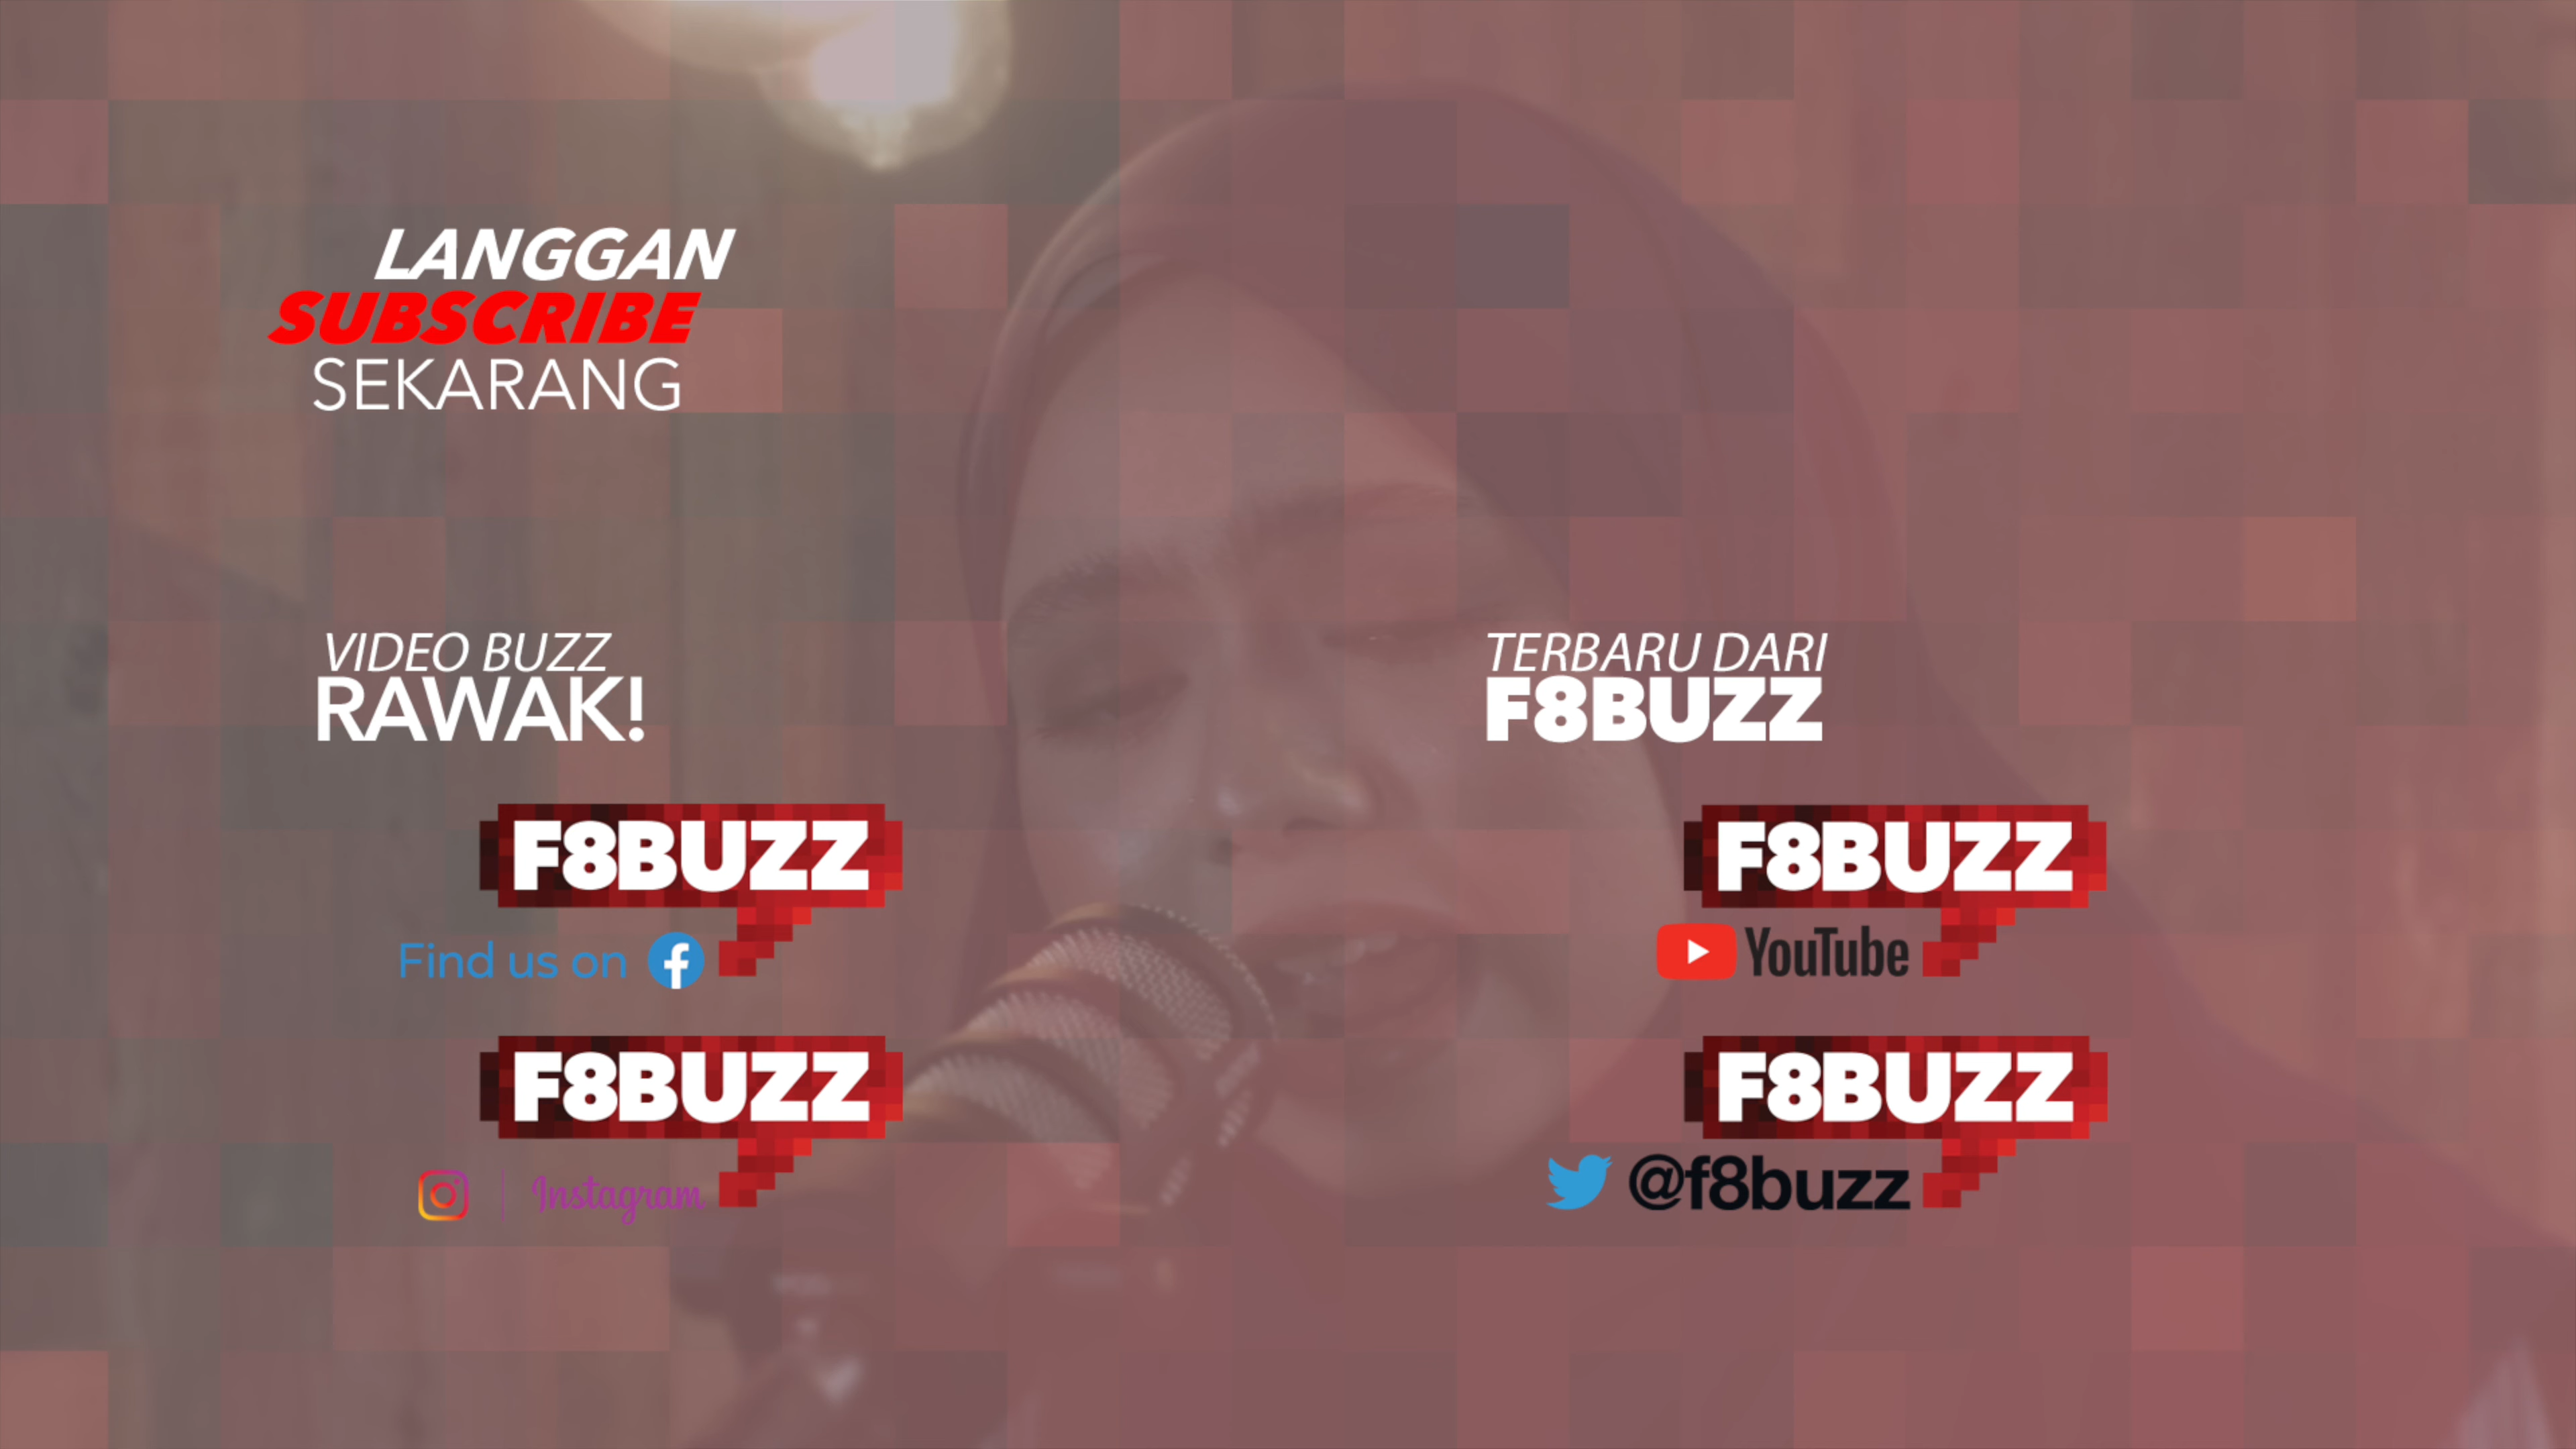 LANGGAN
SUBSCRIBE
SEKARANG
VIDEO BUZZ
RAWAK!
TERBARU DARI
F8BUZZ
F8BUZZ
Find us on
F8BUZZ
YouTube
F8BUZZ
Instagram
F8BUZZ
@f8buzz